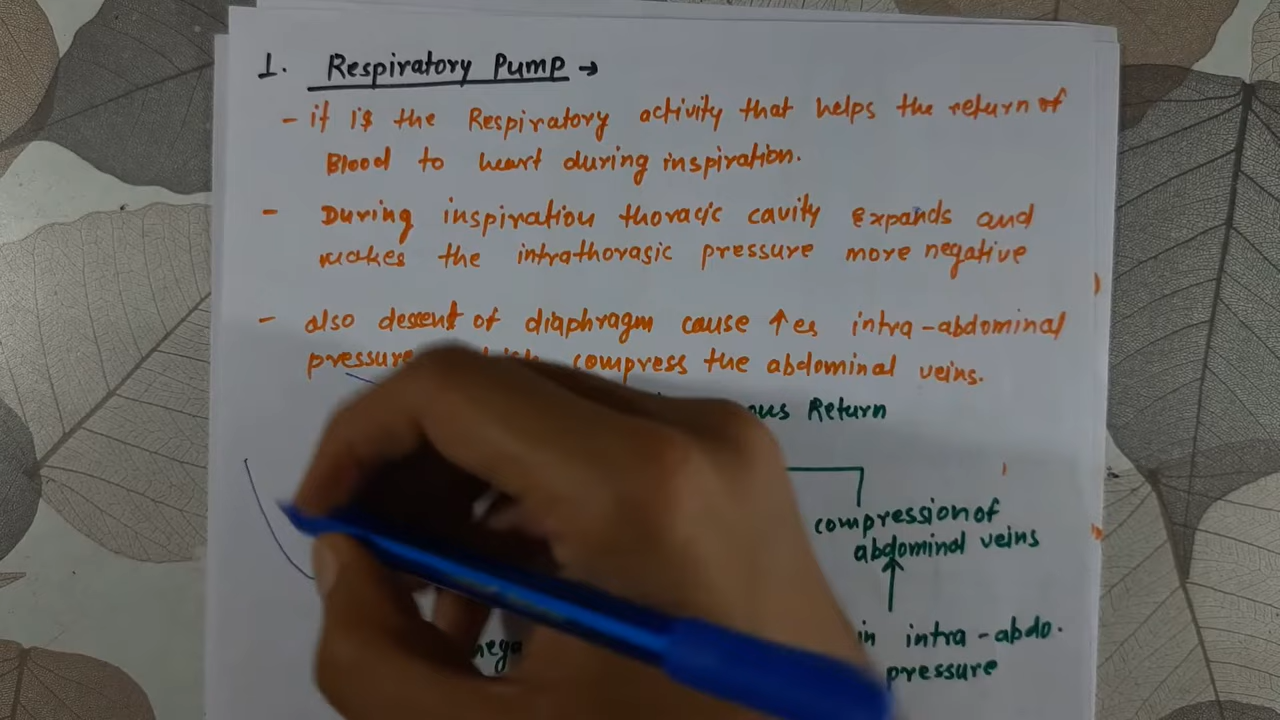 1. Respiratory Pump →
- it is the Respiratory activity that helps the return of
Blood to heart during inspiration.
- During inspiration thoracic cavity Expands and
makes the intrathorasic pressure more negative
- also descent of diaphragm cause ↑es intra-abdominal
pressure compress the abdominal veins.
Return
compression of
abdominal veins
in intra-abdo.
pressure